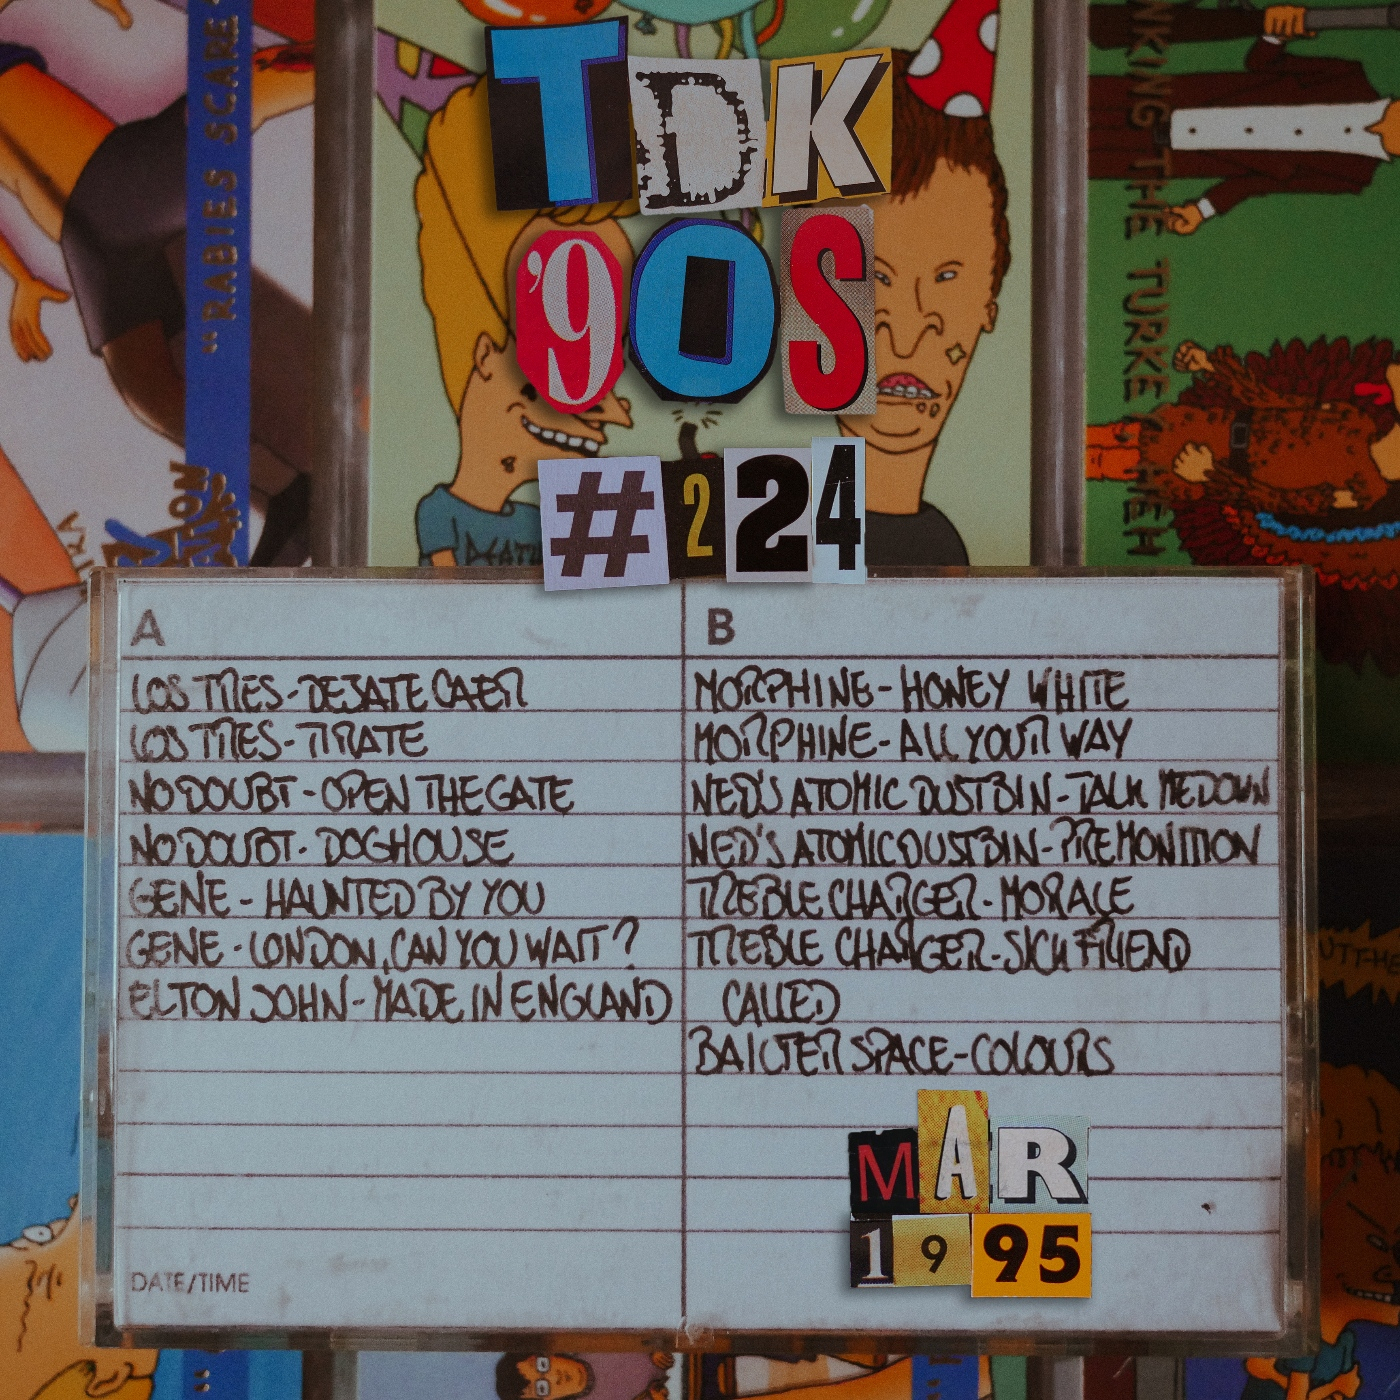 TDK
'90S
#224
"RABIES SCARE"
NKING THE TURKE
DEATH
A
LOS TRES - DEJATE CAER
LOS TRES - TIRATE
NO DOUBT - OPEN THE GATE
NO DOUBT - DOGHOUSE
GENE - HAUNTED BY YOU
GENE - LONDON, CAN YOU WAIT?
ELTON JOHN - MADE IN ENGLAND
DATE/TIME
B
MORPHINE - HONEY WHITE
MORPHINE - ALL YOUR WAY
NED'S ATOMIC DUSTBIN - TALK ME DOWN
NED'S ATOMIC DUSTBIN - PREMONITION
TREBLE CHARGER - MORALE
TREBLE CHARGER - SICK FRIEND
CALLED
BAILTER SPACE - COLOURS
MAR
1995